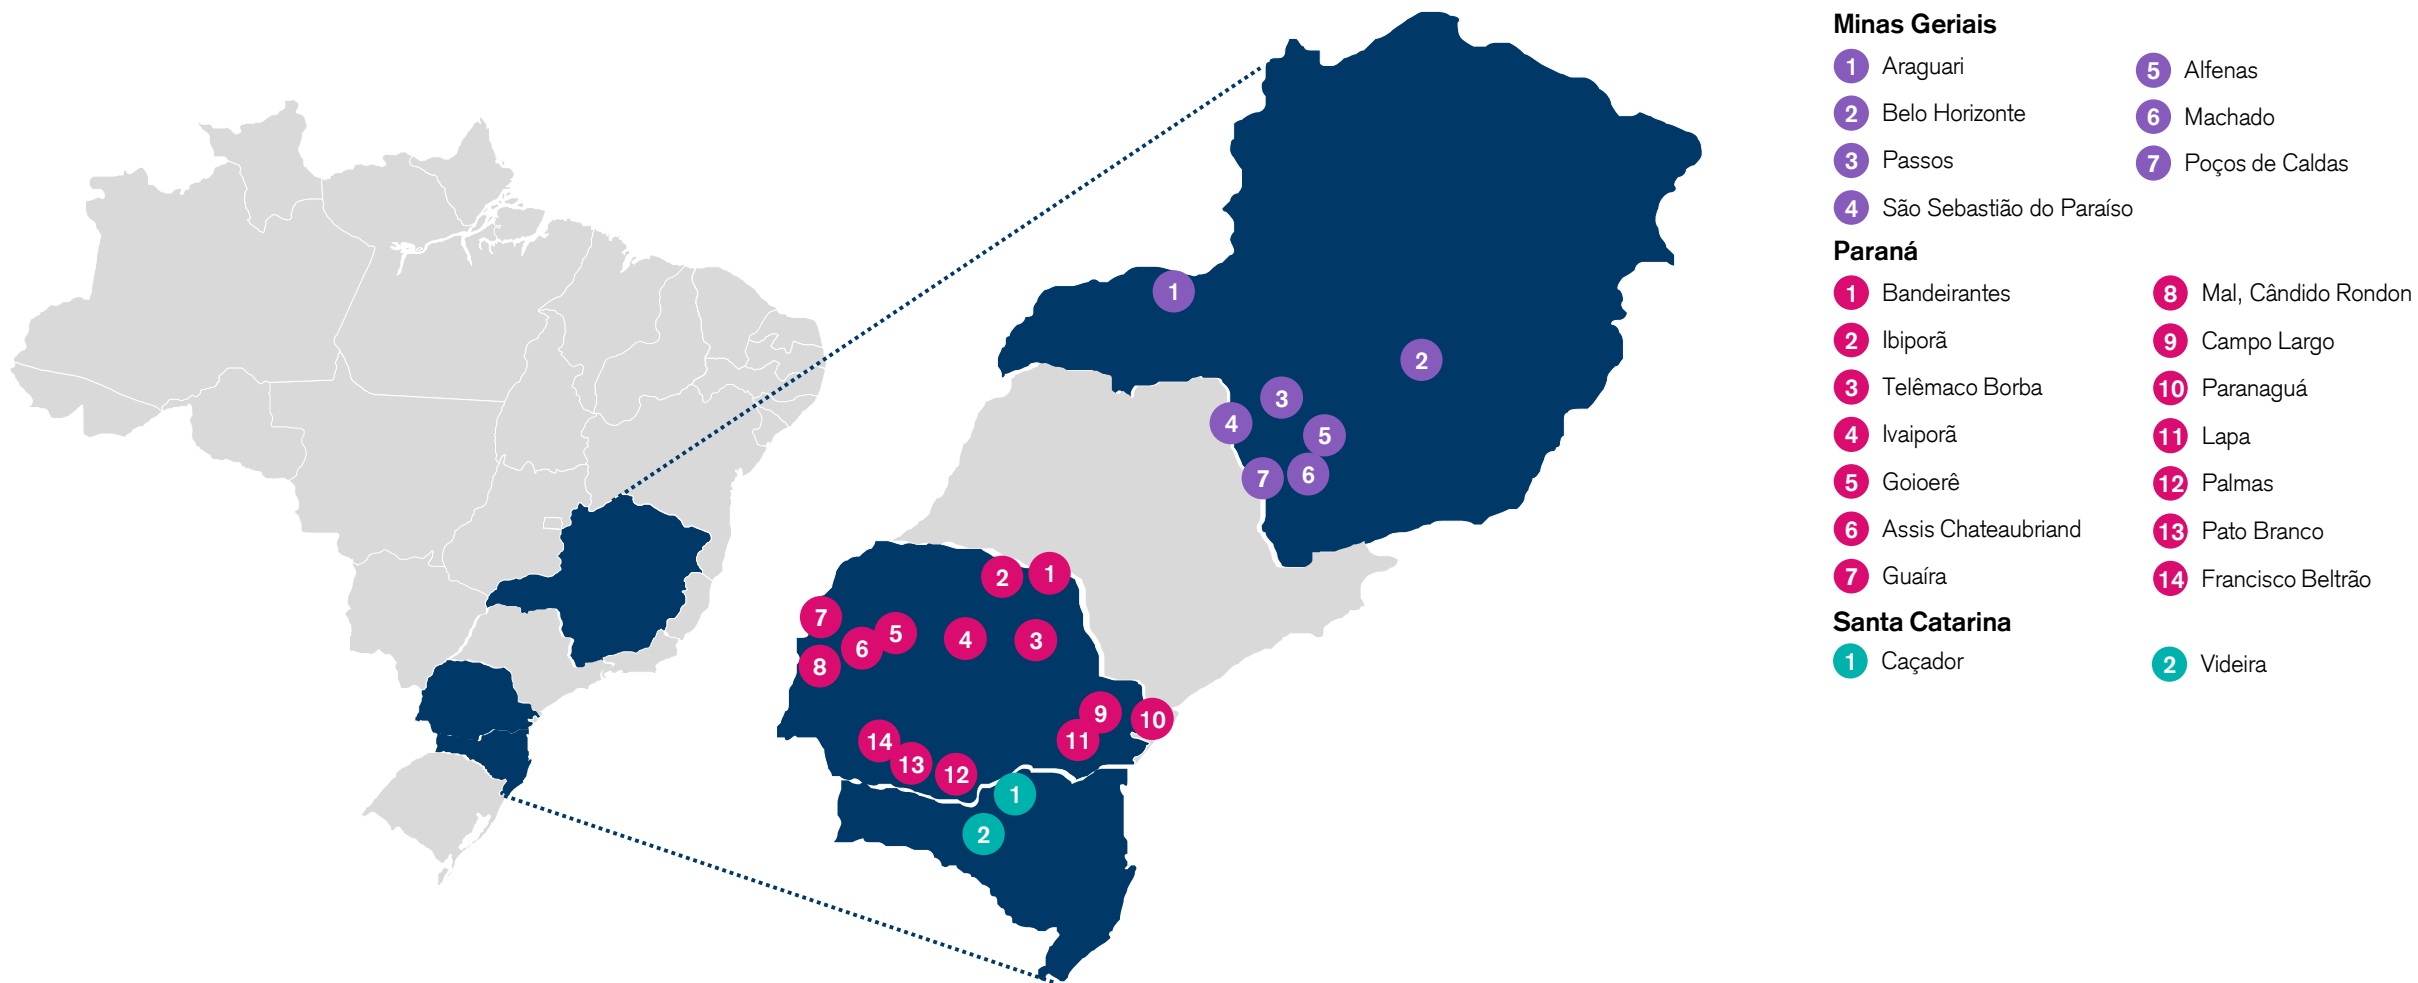 Minas Geriais
1 Araguari
2 Belo Horizonte
3 Passos
4 São Sebastião do Paraíso
5 Alfenas
6 Machado
7 Poços de Caldas
Paraná
1 Bandeirantes
2 Ibiporã
3 Telêmaco Borba
4 Ivaiporã
5 Goioerê
6 Assis Chateaubriand
7 Guaíra
8 Mal, Cândido Rondon
9 Campo Largo
10 Paranaguá
11 Lapa
12 Palmas
13 Pato Branco
14 Francisco Beltrão
Santa Catarina
1 Caçador
2 Videira
1
2
3
4
5
6
7
2
1
7
5
6
4
3
8
9
10
11
14
13
12
1
2